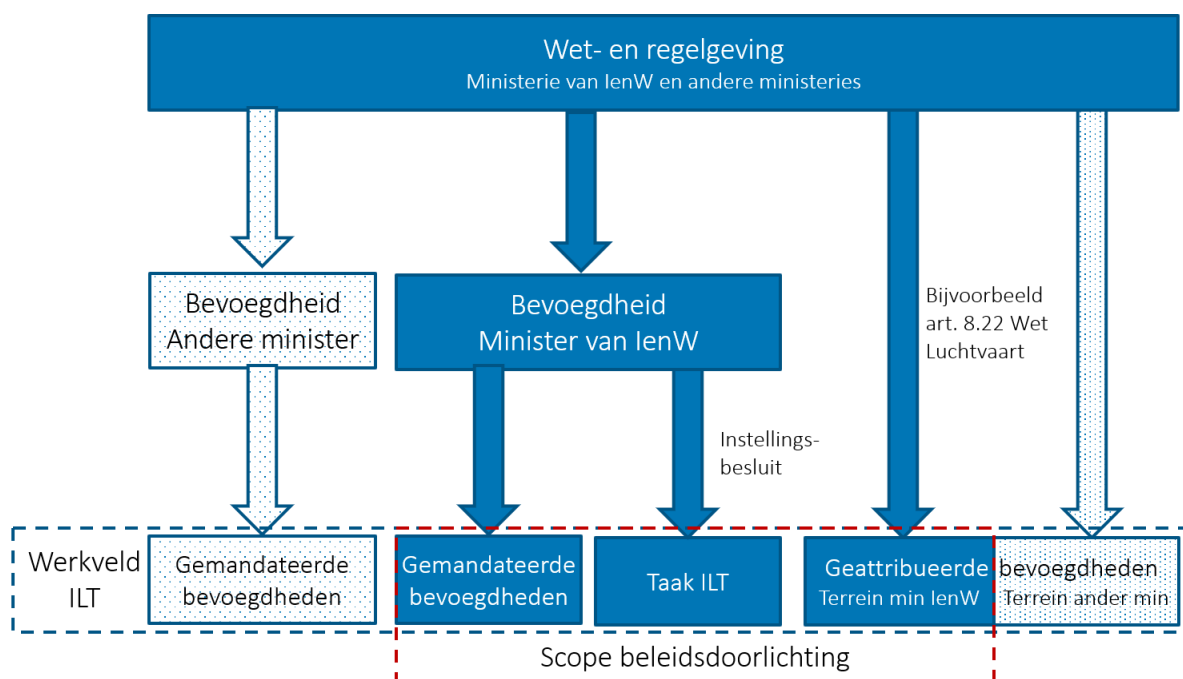 Wet- en regelgeving
Ministerie van IenW en andere ministeries
Bevoegdheid
Andere minister
Bevoegdheid
Minister van IenW
Bijvoorbeeld
art. 8.22 Wet
Luchtvaart
Instellings-
besluit
Werkveld
ILT
Gemandateerde
bevoegdheden
Gemandateerde
bevoegdheden
Taak ILT
Geattribueerde bevoegdheden
Terrein min IenW
Terrein ander min
Scope beleidsdoorlichting